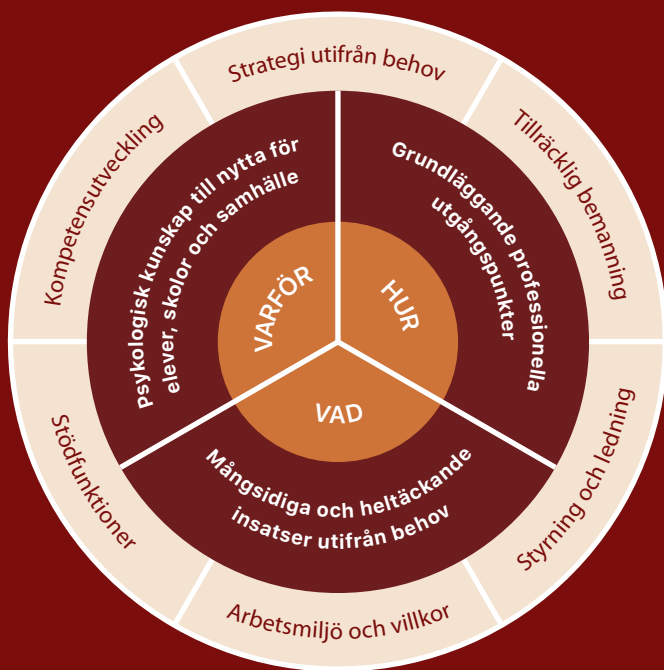 Strategi utifrån behov
Tillräcklig bemanning
Styrning och ledning
Arbetsmiljö och villkor
Stödfunktioner
Kompetensutveckling
Psykologisk kunskap till nytta för
elever, skolor och samhälle
Grundläggande professionella
utgångspunkter
Mångsidiga och heltäckande
insatser utifrån behov
VARFÖR
HUR
VAD